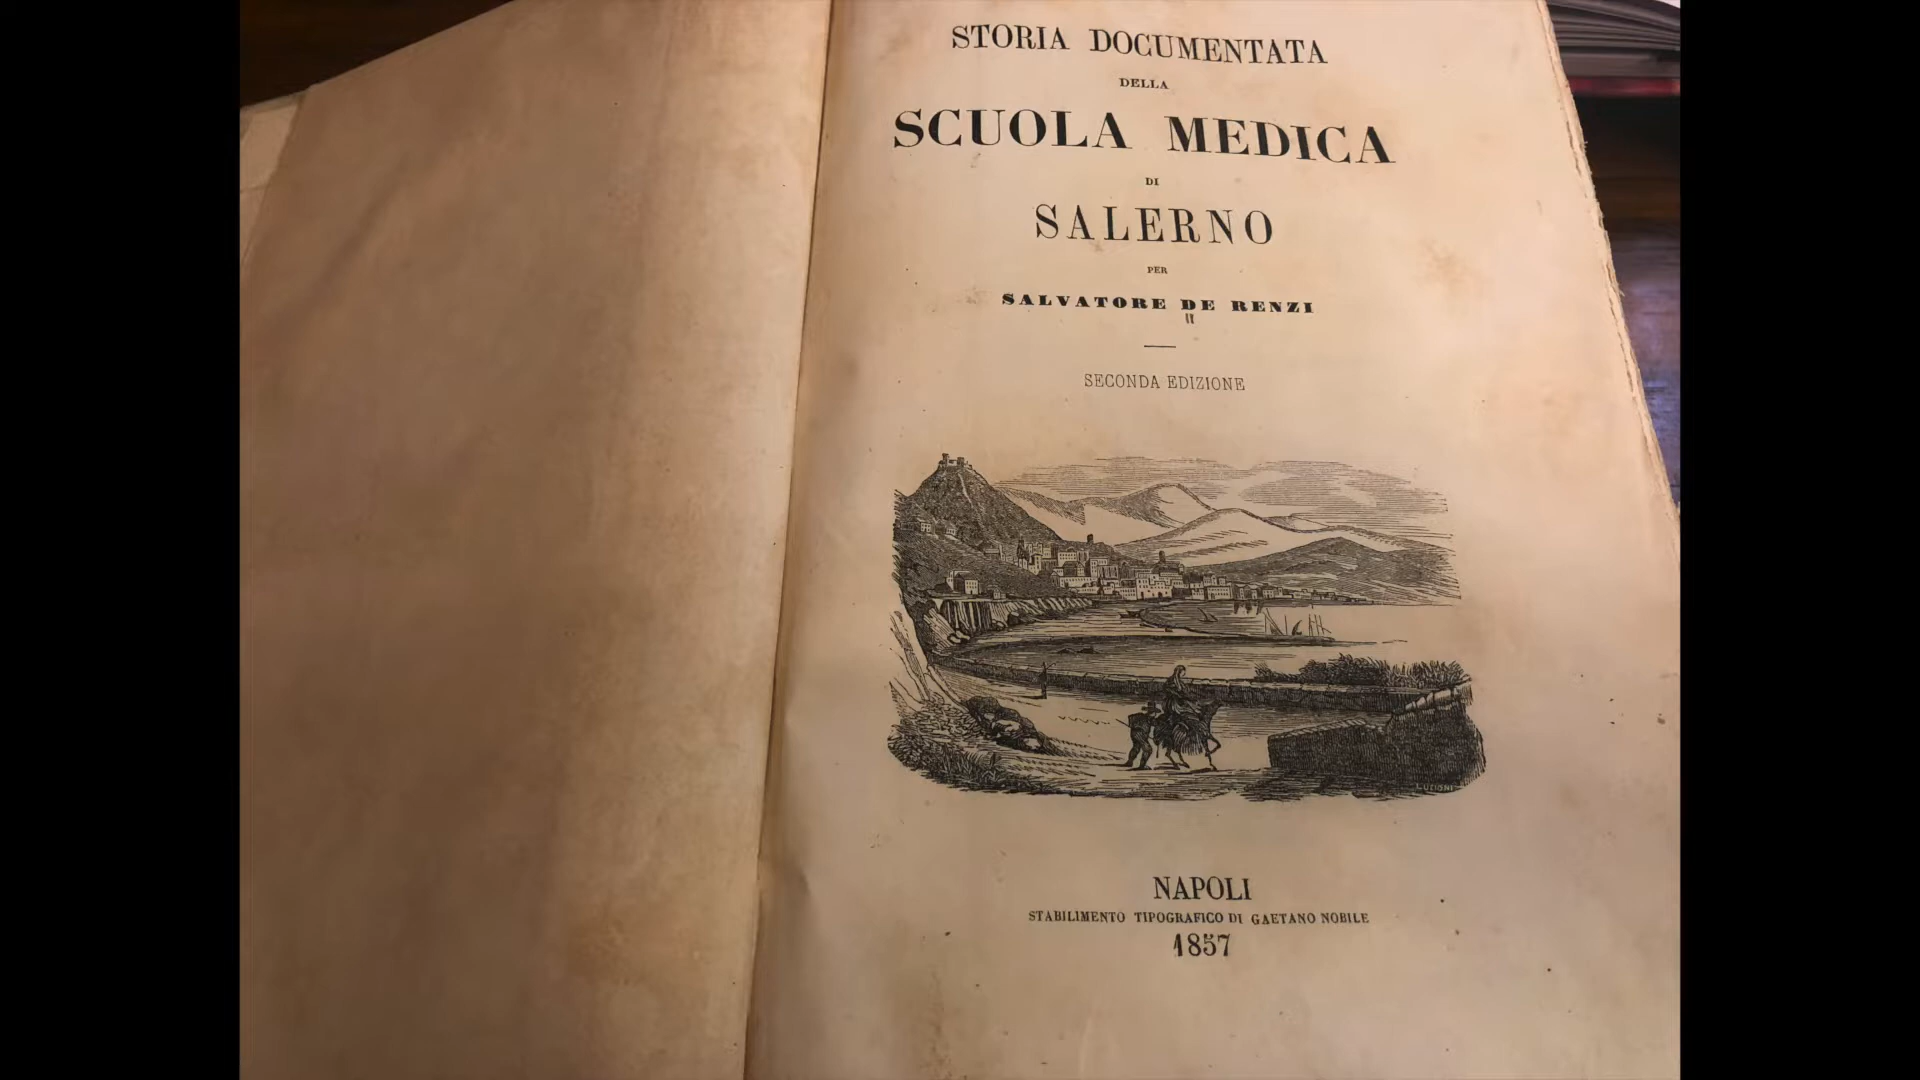 STORIA DOCUMENTATA
DELLA
SCUOLA MEDICA
DI
SALERNO
PER
SALVATORE DE RENZI
SECONDA EDIZIONE
LUCIONI
NAPOLI
STABILIMENTO TIPOGRAFICO DI GAETANO NOBILE
1857